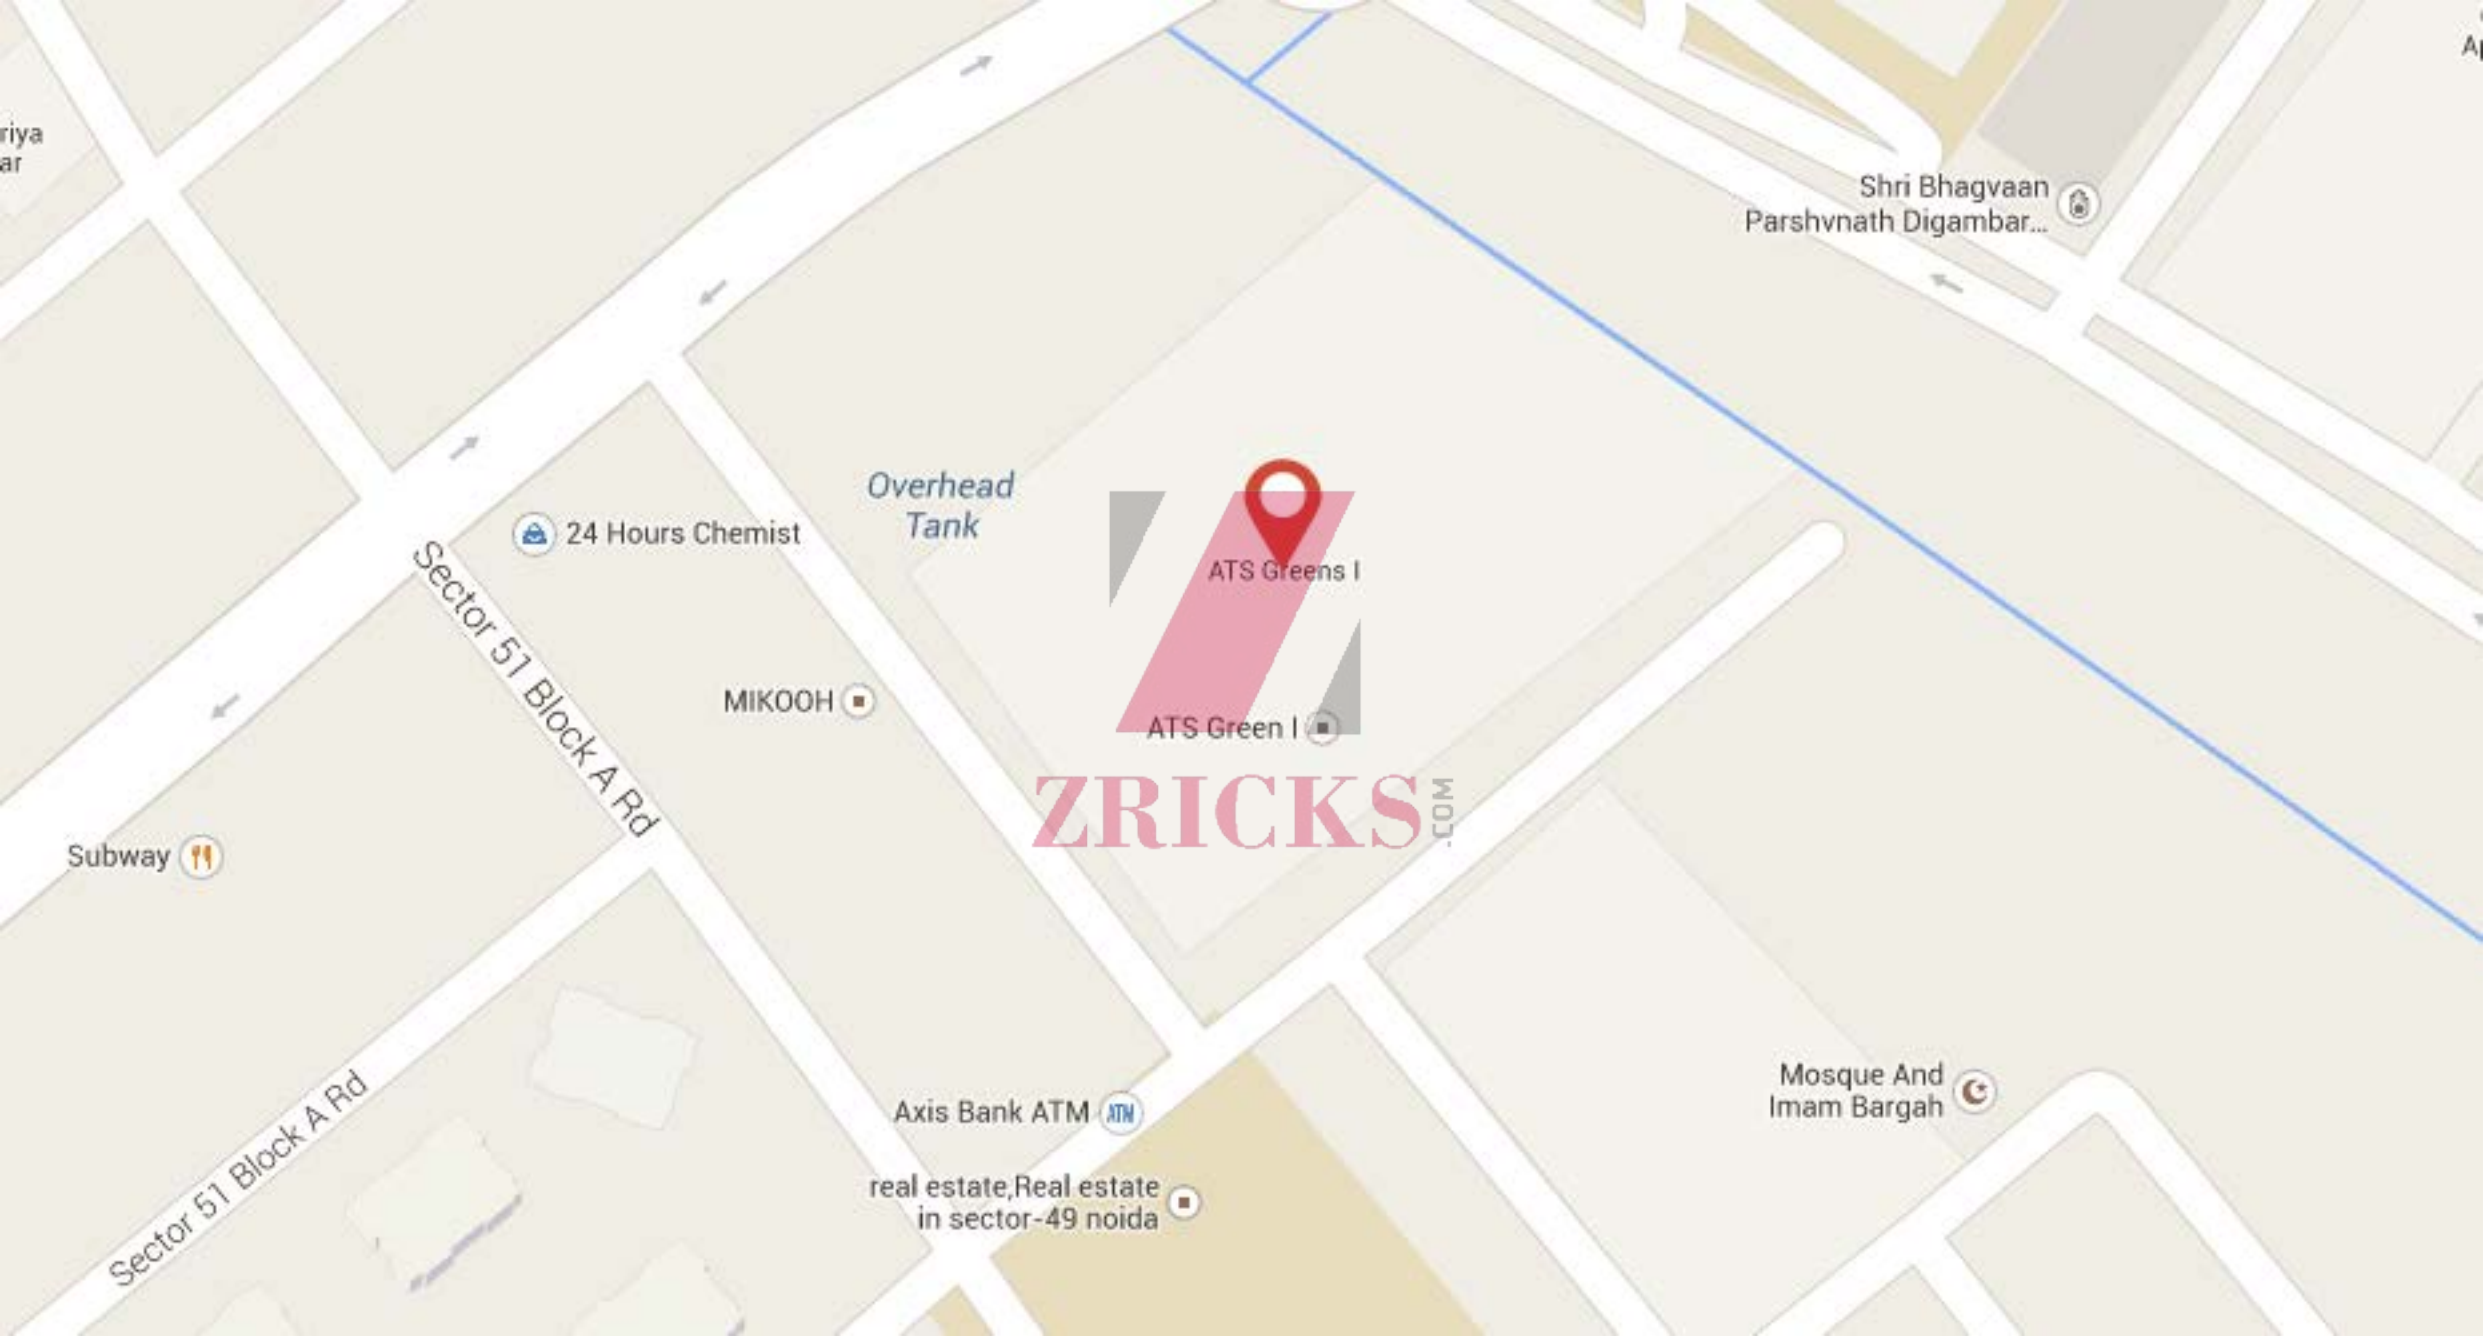 riya
ar
Shri Bhagvaan
Parshvnath Digambar...
Overhead
Tank
24 Hours Chemist
ATS Greens I
Sector 51 Block A Rd
MIKOOH
ATS Green I
ZRICKS
.COM
Subway
Sector 51 Block A Rd
Axis Bank ATM
ATM
Mosque And
Imam Bargah
real estate,Real estate
in sector-49 noida